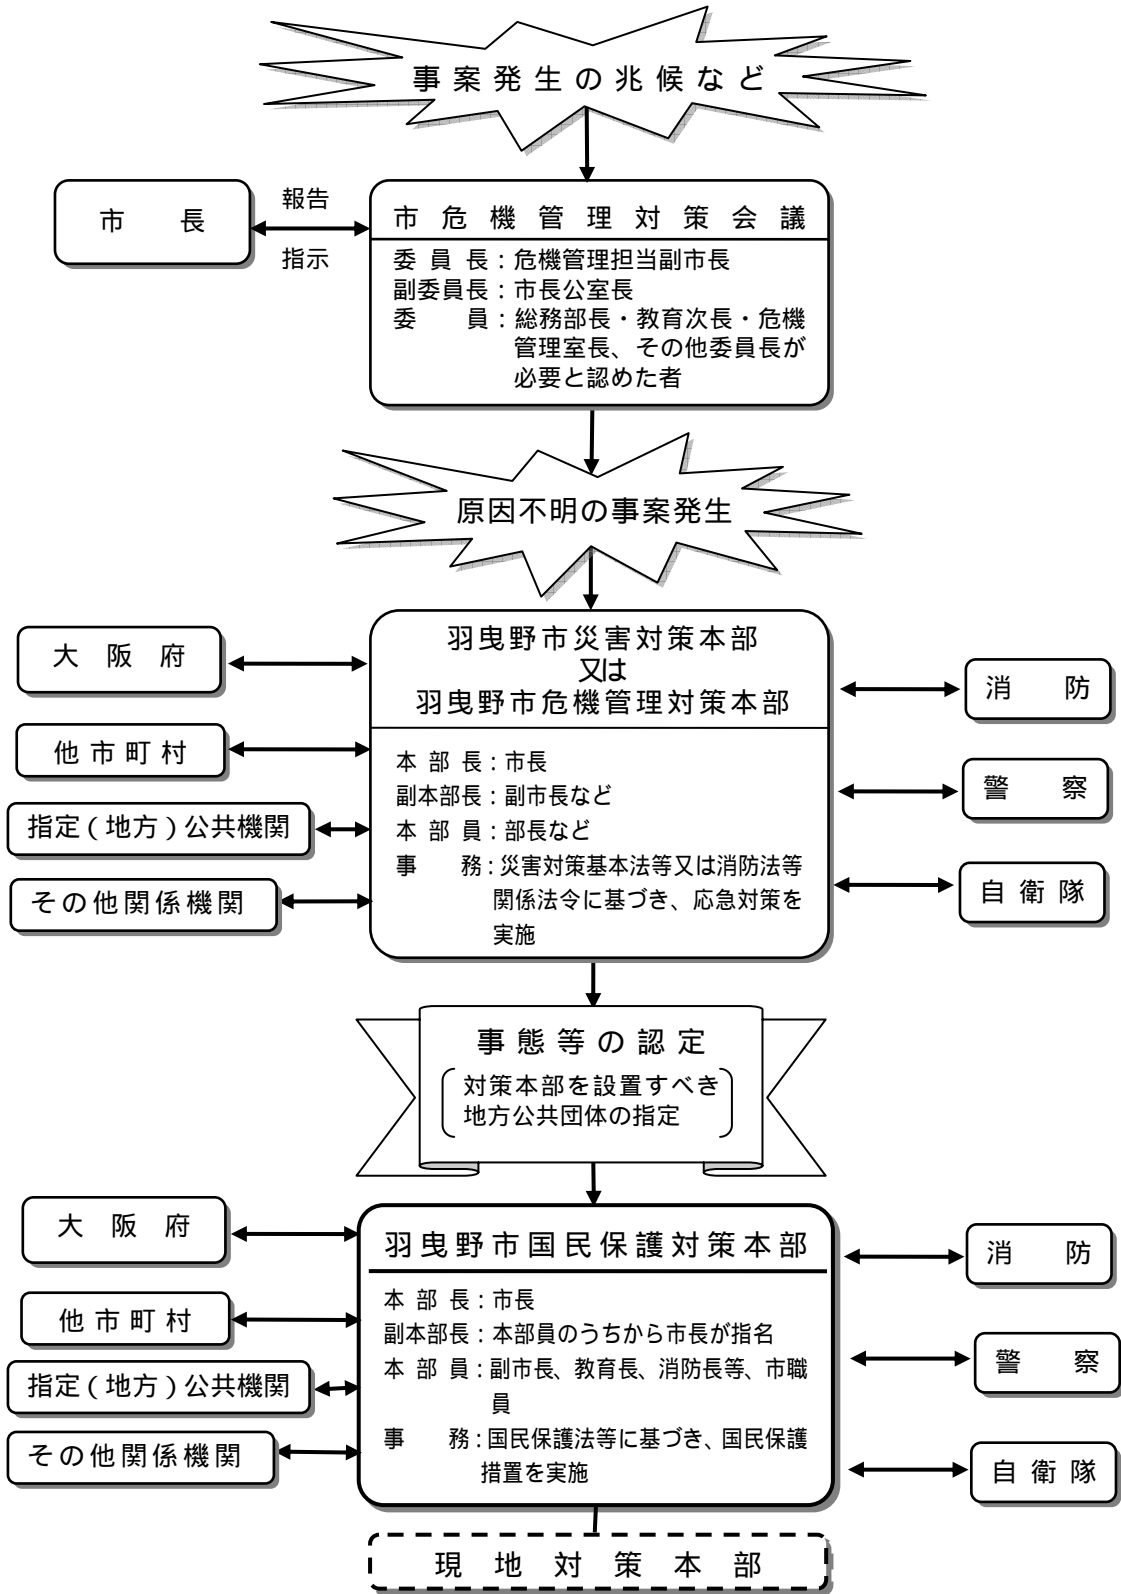 事案発生の兆候など
市長
報告
指示
市危機管理対策会議
委員長：危機管理担当副市長
副委員長：市長公室長
委員：総務部長・教育次長・危機
管理室長、その他委員長が
必要と認めた者
原因不明の事案発生
大阪府
他市町村
指定（地方）公共機関
その他関係機関
羽曳野市災害対策本部
又は
羽曳野市危機管理対策本部
本部長：市長
副本部長：副市長など
本部員：部長など
事務：災害対策基本法等又は消防法等
関係法令に基づき、応急対策を
実施
消防
警察
自衛隊
事態等の認定
対策本部を設置すべき
地方公共団体の指定
大阪府
他市町村
指定（地方）公共機関
その他関係機関
羽曳野市国民保護対策本部
本部長：市長
副本部長：本部員のうちから市長が指名
本部員：副市長、教育長、消防長等、市職
員
事務：国民保護法等に基づき、国民保護
措置を実施
消防
警察
自衛隊
現地対策本部